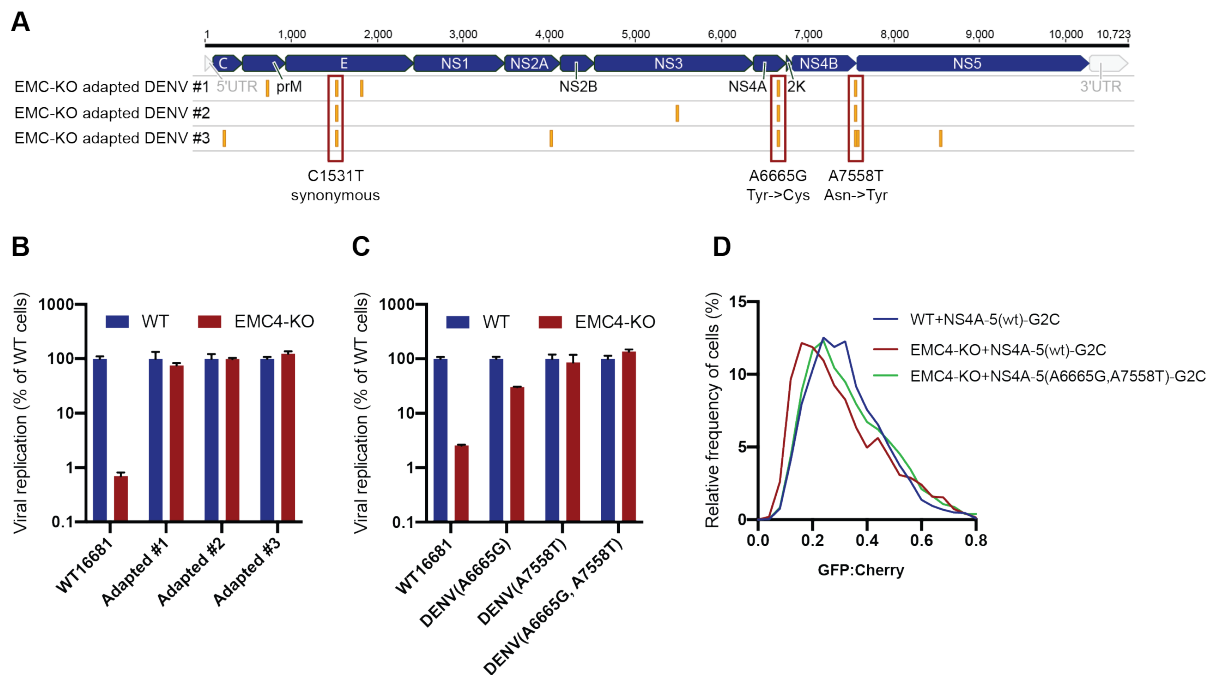 A
1 1,000 2,000 3,000 4,000 5,000 6,000 7,000 8,000 9,000 10,000 10,723
C E NS1 NS2A NS3 NS4B NS5
EMC-KO adapted DENV #1 5'UTR prM NS2B NS4A 2K 3'UTR
EMC-KO adapted DENV #2
EMC-KO adapted DENV #3
C1531T A6665G A7558T
synonymous Tyr->Cys Asn->Tyr
B
Viral replication (% of WT cells)
1000
100
10
1
0.1
WT EMC4-KO
WT16681
Adapted #1
Adapted #2
Adapted #3
C
Viral replication (% of WT cells)
1000
100
10
1
0.1
WT EMC4-KO
WT16681
DENV(A6665G)
DENV(A7558T)
DENV(A6665G, A7558T)
D
Relative frequency of cells (%)
15
10
5
0
0.0 0.2 0.4 0.6 0.8
GFP:Cherry
WT+NS4A-5(wt)-G2C
EMC4-KO+NS4A-5(wt)-G2C
EMC4-KO+NS4A-5(A6665G,A7558T)-G2C